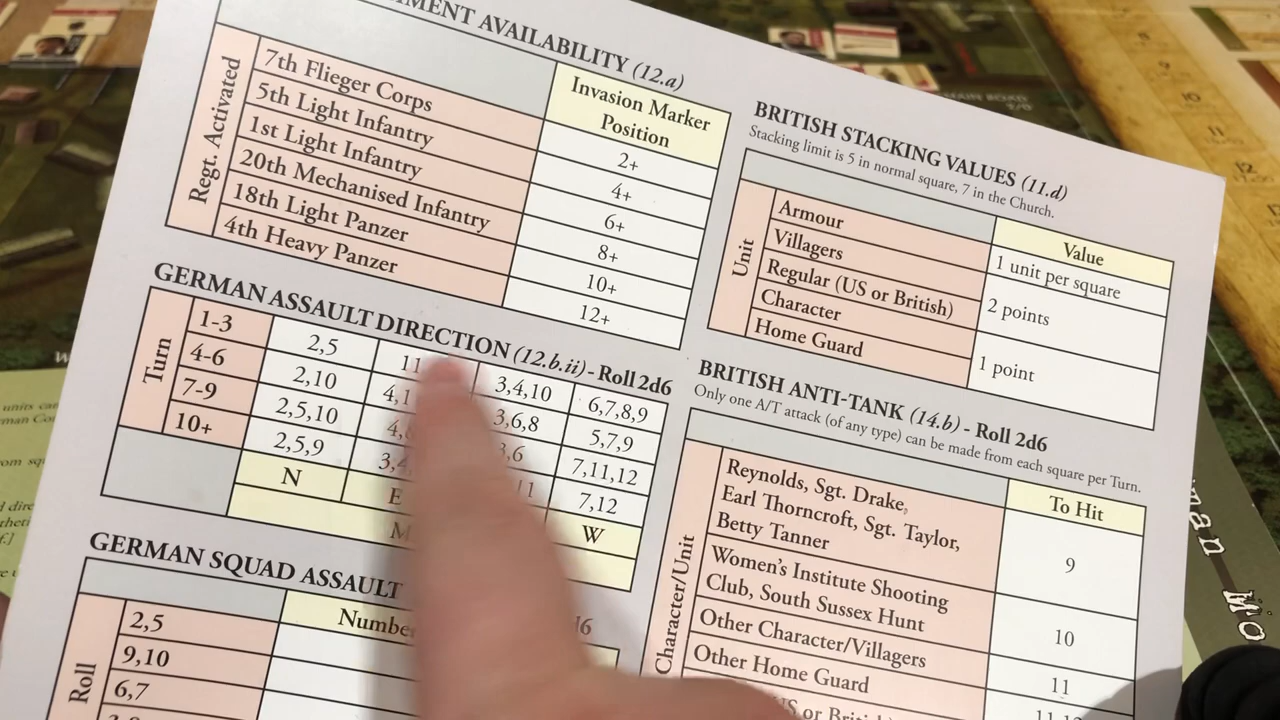 MENT AVAILABILITY (12.a)
Regt. Activated
Invasion Marker
Position
7th Flieger Corps
2+
5th Light Infantry
4+
1st Light Infantry
6+
20th Mechanised Infantry
8+
18th Light Panzer
10+
4th Heavy Panzer
12+
GERMAN ASSAULT DIRECTION (12.b.ii) - Roll 2d6
Turn
1-3
2,5
11
3,4,10
6,7,8,9
4-6
2,10
3,6,8
5,7,9
7-9
2,5,10
7,11,12
10+
2,5,9
7,12
N
E
W
GERMAN SQUAD ASSAULT
Roll
2,5
9,10
6,7
BRITISH STACKING VALUES (11.d)
Stacking limit is 5 in normal square, 7 in the Church.
Unit
Value
Armour
1 unit per square
Villagers
Regular (US or British)
2 points
Character
Home Guard
1 point
BRITISH ANTI-TANK (14.b) - Roll 2d6
Only one A/T attack (of any type) can be made from each square per Turn.
Character/Unit
To Hit
Reynolds, Sgt. Drake,
Earl Thorncroft, Sgt. Taylor,
Betty Tanner
9
Women's Institute Shooting
Club, South Sussex Hunt
10
Other Character/Villagers
Other Home Guard
11
MAIN ROAD
9
10
11
12